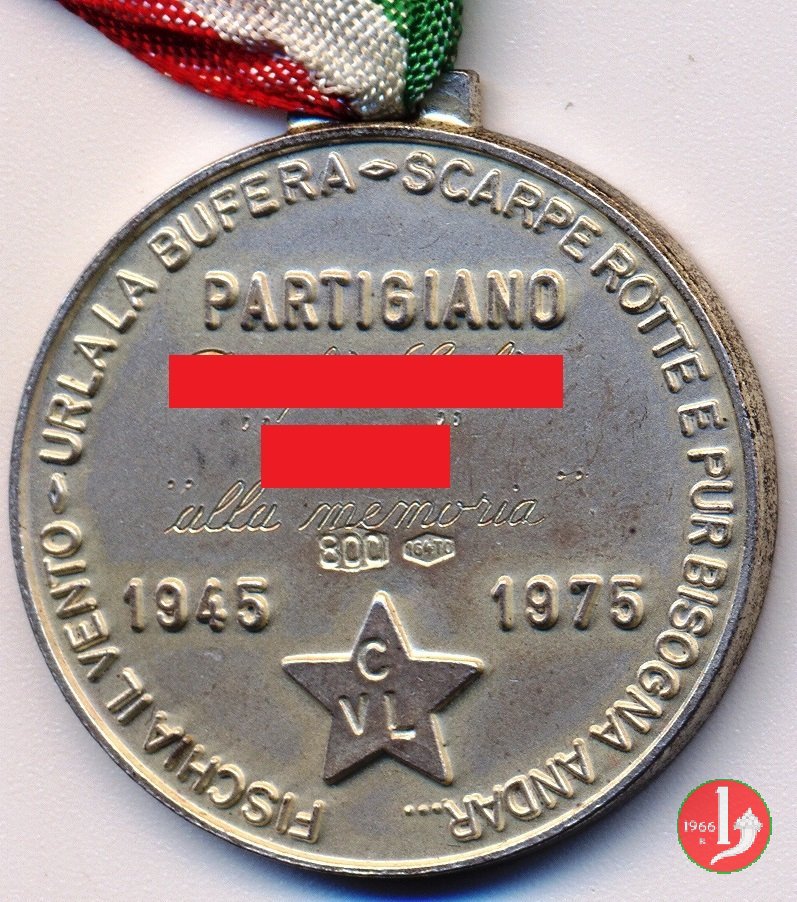 FISCHIA IL VENTO - URLA LA BUFERA - SCARPE ROTTE E PUR BISOGNA ANDAR...
PARTIGIANO
"alla memoria"
800 164TO
1945 1975
C
VL
1966